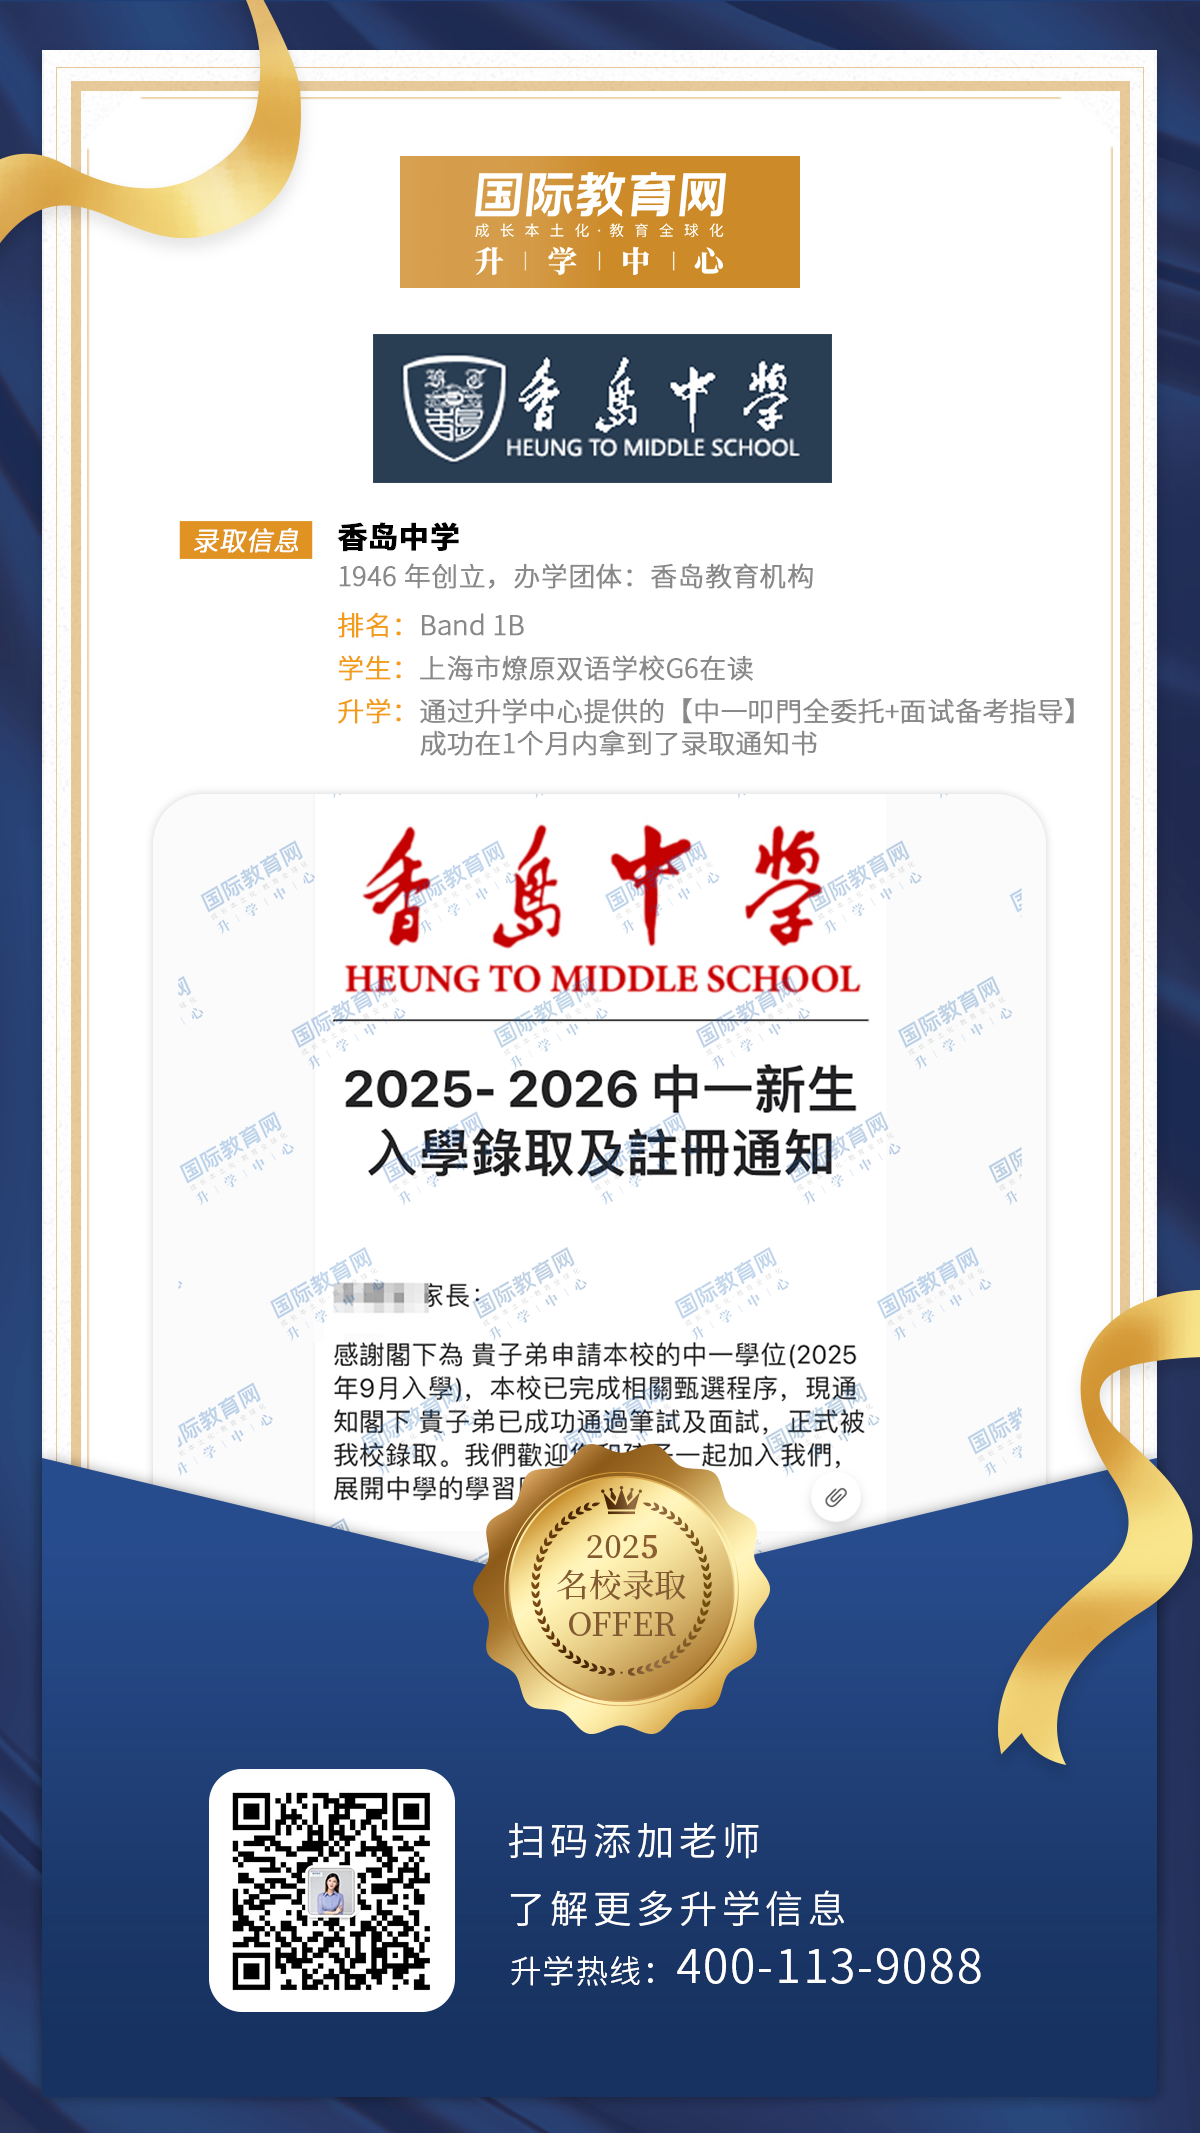 国际教育网
成长本土化·教育全球化
升 | 学 | 中 | 心
香島中學
HEUNG TO MIDDLE SCHOOL
录取信息
香岛中学
1946 年创立，办学团体：香岛教育机构
排名：Band 1B
学生：上海市燎原双语学校G6在读
升学：通过升学中心提供的【中一叩門全委托+面试备考指导】
成功在1个月内拿到了录取通知书
香島中學
HEUNG TO MIDDLE SCHOOL
2025- 2026 中一新生
入學錄取及註冊通知
家長：
感謝閣下為 貴子弟申請本校的中一學位(2025
年9月入學)，本校已完成相關甄選程序，現通
知閣下 貴子弟已成功通過筆試及面試，正式被
我校錄取。我們歡迎您和孩子一起加入我們，
展開中學的學習
2025
名校录取
OFFER
扫码添加老师
了解更多升学信息
升学热线：400-113-9088